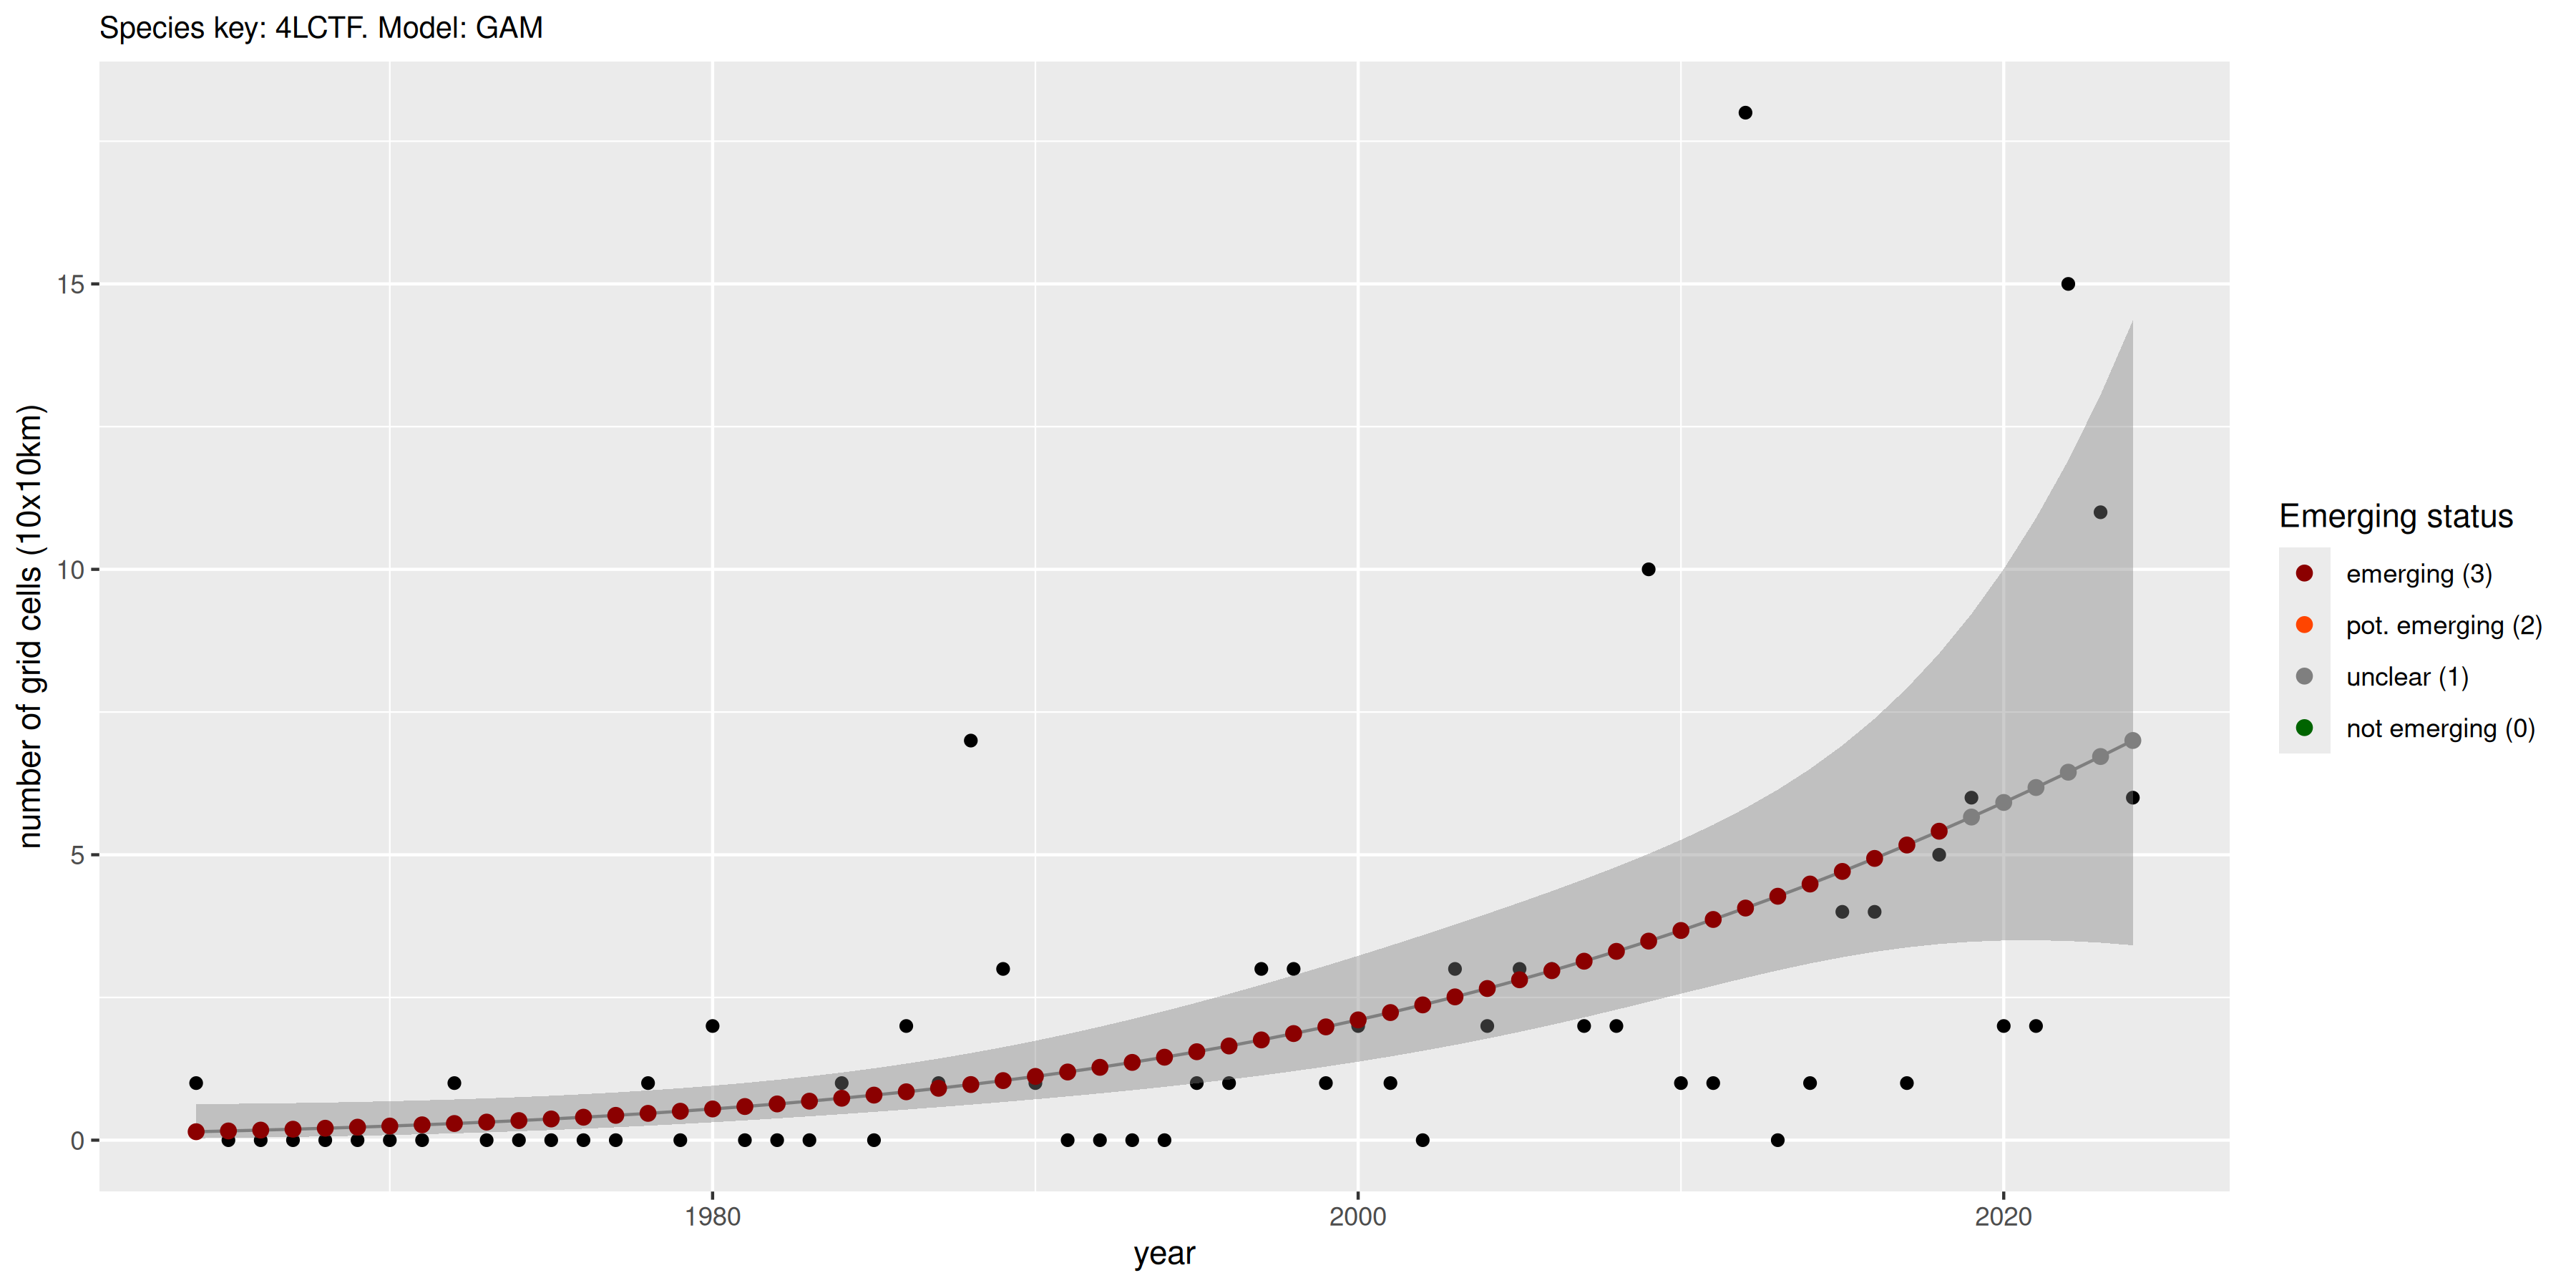 Species key: 4LCTF. Model: GAM
number of grid cells (10x10km)
15
10
5
0
1980
2000
2020
year
Emerging status
emerging (3)
pot. emerging (2)
unclear (1)
not emerging (0)